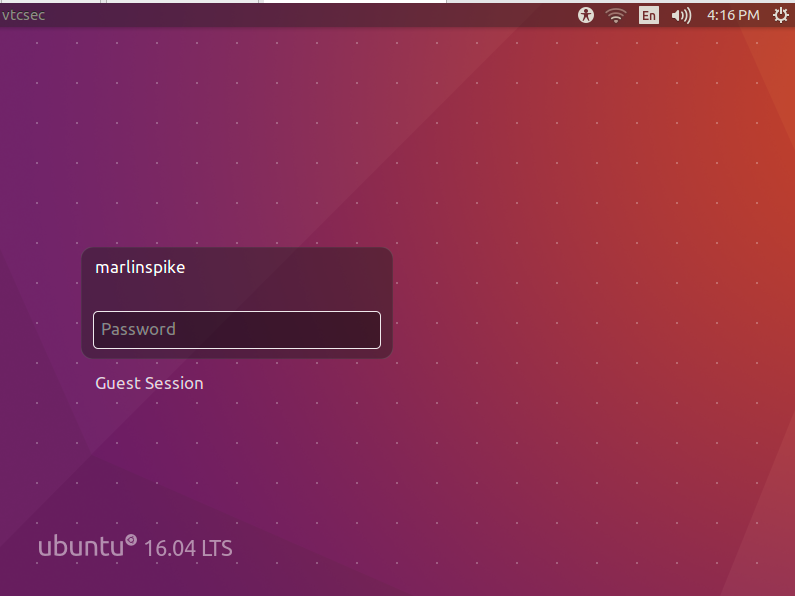 vtcsec En 4:16 PM
marlinspike
Password
Guest Session
ubuntu 16.04 LTS